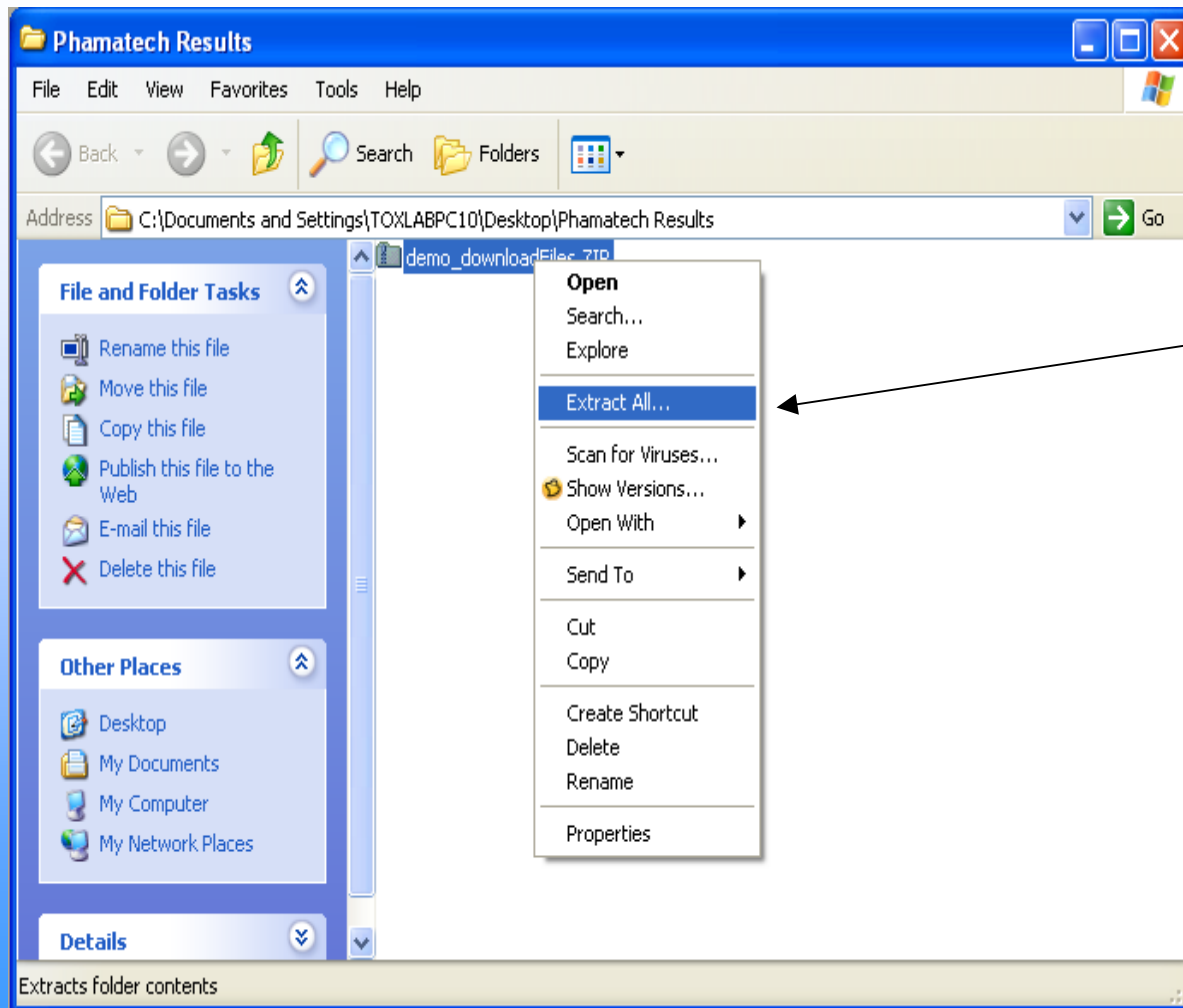 Phamatech Results
File Edit View Favorites Tools Help
Back Search Folders
Address C:\Documents and Settings\TOXLABPC10\Desktop\Phamatech Results Go
File and Folder Tasks
Rename this file
Move this file
Copy this file
Publish this file to the
Web
E-mail this file
Delete this file
Other Places
Desktop
My Documents
My Computer
My Network Places
Details
demo_downloadFiles.ZIP
Open
Search...
Explore
Extract All...
Scan for Viruses...
Show Versions...
Open With
Send To
Cut
Copy
Create Shortcut
Delete
Rename
Properties
Extracts folder contents